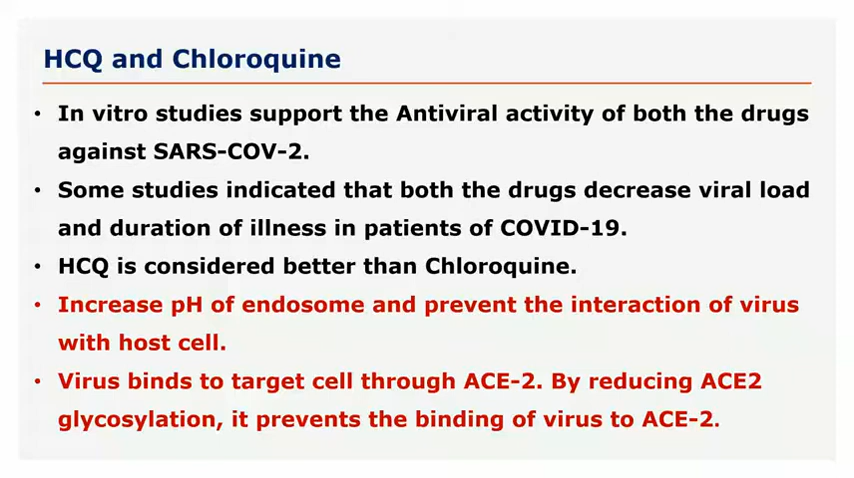 HCQ and Chloroquine
• In vitro studies support the Antiviral activity of both the drugs
against SARS-COV-2.
• Some studies indicated that both the drugs decrease viral load
and duration of illness in patients of COVID-19.
• HCQ is considered better than Chloroquine.
• Increase pH of endosome and prevent the interaction of virus
with host cell.
• Virus binds to target cell through ACE-2. By reducing ACE2
glycosylation, it prevents the binding of virus to ACE-2.